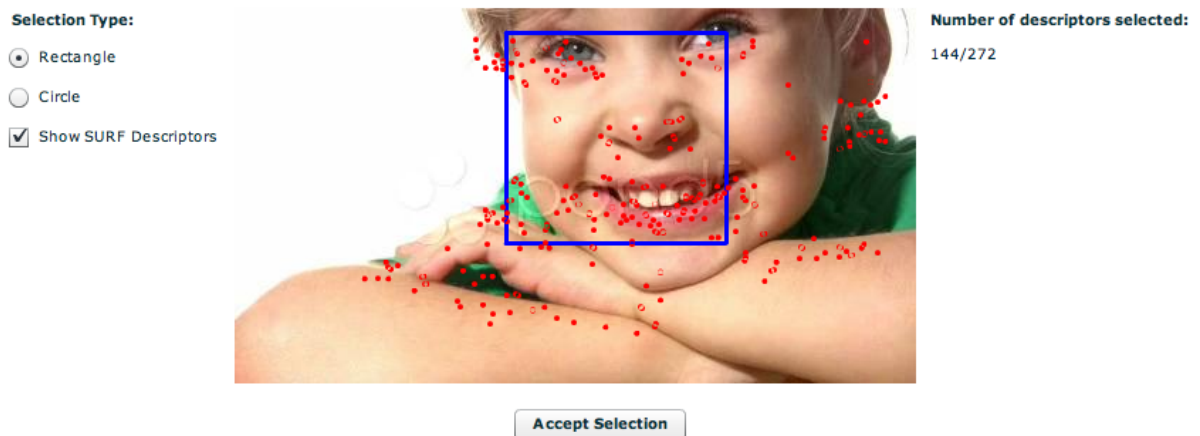 Selection Type:
Rectangle
Circle
Show SURF Descriptors
Number of descriptors selected:
144/272
Accept Selection